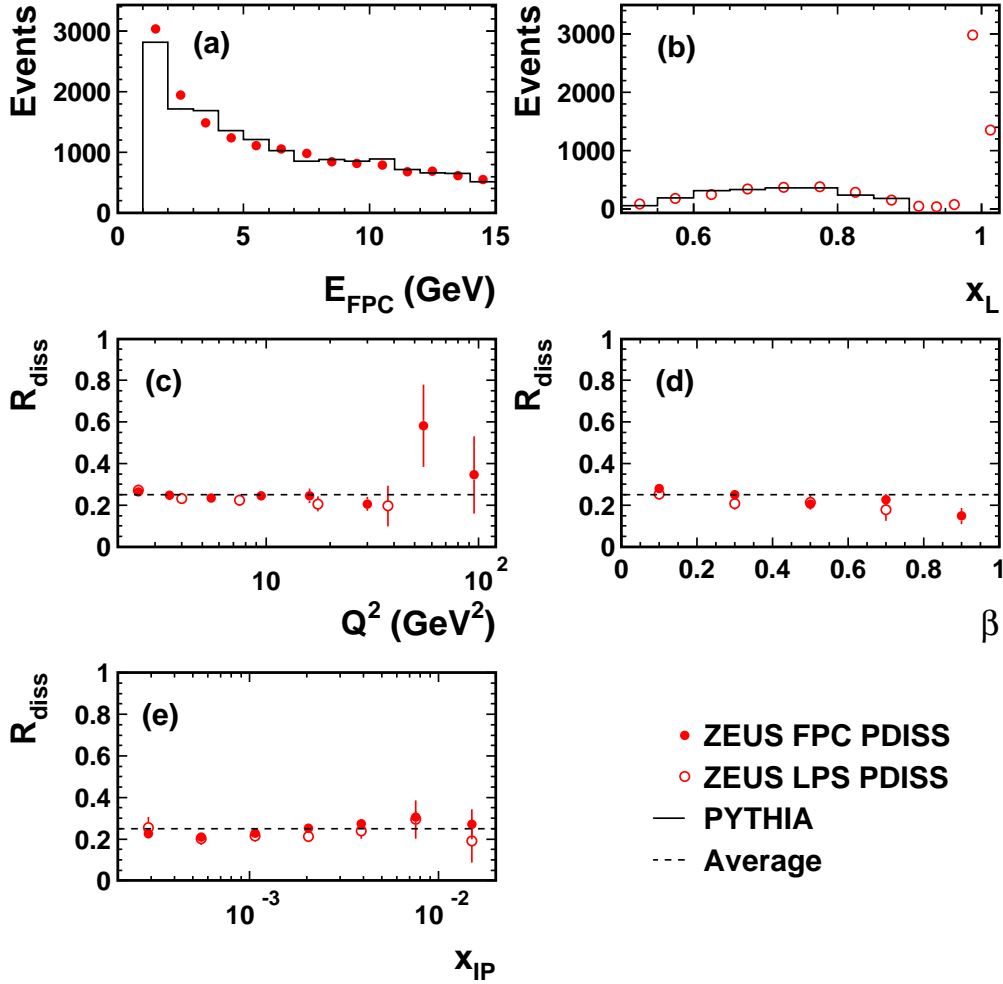 Events
3000
2000
1000
0
(a)
0
5
10
15
E_FPC (GeV)
Events
3000
2000
1000
0
(b)
0.6
0.8
1
x_L
R_diss
1
0.8
0.6
0.4
0.2
0
(c)
10
10^2
Q^2 (GeV^2)
R_diss
1
0.8
0.6
0.4
0.2
0
(d)
0
0.2
0.4
0.6
0.8
1
β
R_diss
1
0.8
0.6
0.4
0.2
0
(e)
10^-3
10^-2
x_IP
ZEUS FPC PDISS
ZEUS LPS PDISS
PYTHIA
Average